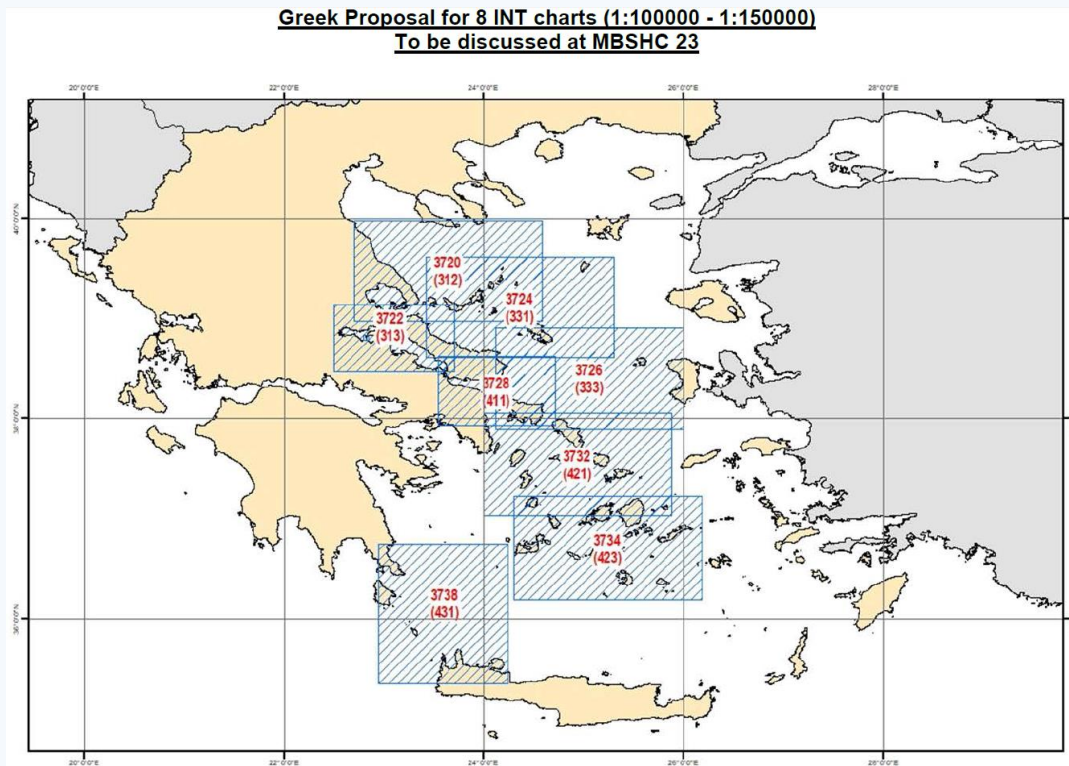 Greek Proposal for 8 INT charts (1:100000 - 1:150000)
To be discussed at MBSHC 23
20°0'0"E 22°0'0"E 24°0'0"E 26°0'0"E 28°0'0"E
40°0'0"N
3720
(312)
3724
(331)
3722
(313)
3726
(333)
3728
(411)
38°0'0"N
3732
(421)
3734
(423)
3738
(431)
36°0'0"N
20°0'0"E 22°0'0"E 24°0'0"E 26°0'0"E 28°0'0"E